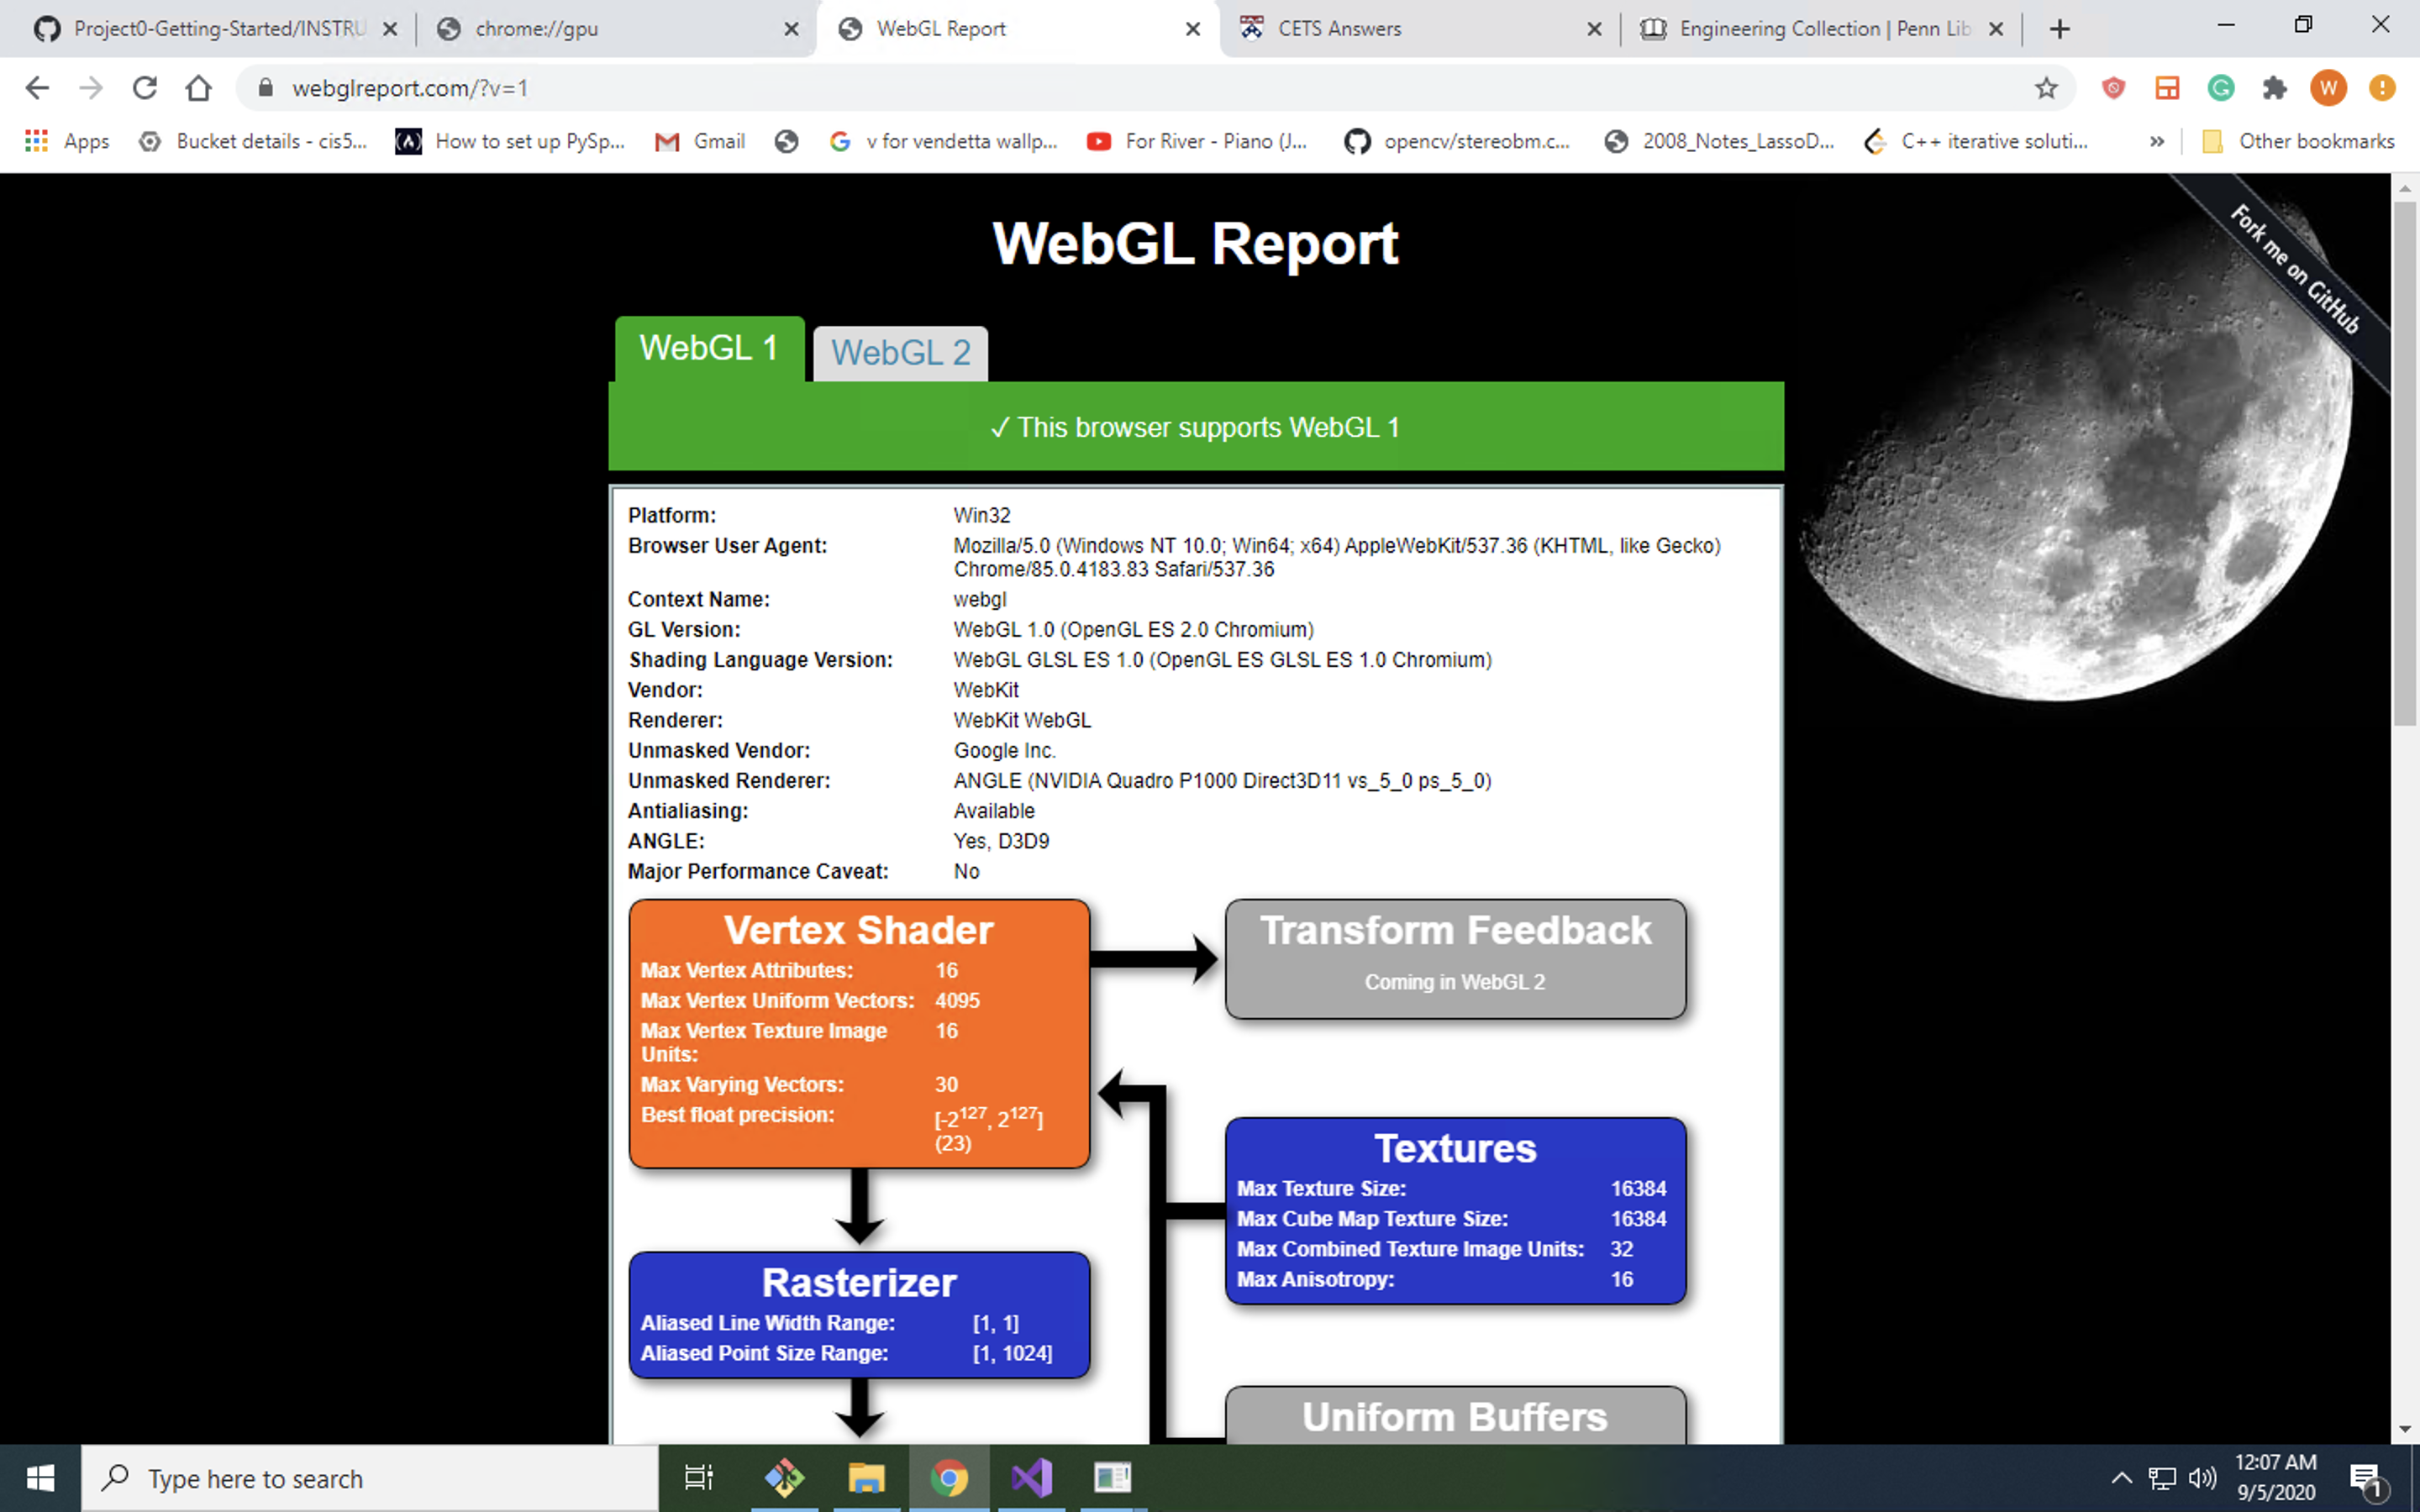 Project0-Getting-Started/INSTRU
chrome://gpu
WebGL Report
CETS Answers
Engineering Collection | Penn Lib
webglreport.com/?v=1
W
Apps
Bucket details - cis5...
How to set up PySp...
Gmail
v for vendetta wallp...
For River - Piano (J...
opencv/stereobm.c...
2008_Notes_LassoD...
C++ iterative soluti...
»
Other bookmarks
Fork me on GitHub
WebGL Report
WebGL 1
WebGL 2
✓ This browser supports WebGL 1
Platform: Win32
Browser User Agent: Mozilla/5.0 (Windows NT 10.0; Win64; x64) AppleWebKit/537.36 (KHTML, like Gecko)
Chrome/85.0.4183.83 Safari/537.36
Context Name: webgl
GL Version: WebGL 1.0 (OpenGL ES 2.0 Chromium)
Shading Language Version: WebGL GLSL ES 1.0 (OpenGL ES GLSL ES 1.0 Chromium)
Vendor: WebKit
Renderer: WebKit WebGL
Unmasked Vendor: Google Inc.
Unmasked Renderer: ANGLE (NVIDIA Quadro P1000 Direct3D11 vs_5_0 ps_5_0)
Antialiasing: Available
ANGLE: Yes, D3D9
Major Performance Caveat: No
Vertex Shader
Max Vertex Attributes: 16
Max Vertex Uniform Vectors: 4095
Max Vertex Texture Image 16
Units:
Max Varying Vectors: 30
Best float precision: [-2¹²⁷, 2¹²⁷]
(23)
Transform Feedback
Coming in WebGL 2
Textures
Max Texture Size: 16384
Max Cube Map Texture Size: 16384
Max Combined Texture Image Units: 32
Max Anisotropy: 16
Rasterizer
Aliased Line Width Range: [1, 1]
Aliased Point Size Range: [1, 1024]
Uniform Buffers
Type here to search
12:07 AM
9/5/2020
1